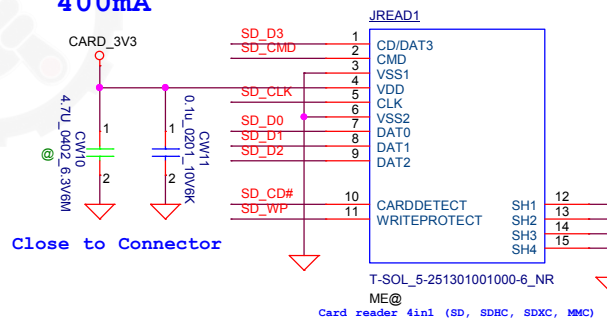 400mA
JREAD1
CARD_3V3
SD_D3 1 CD/DAT3
SD_CMD 2 CMD
3 VSS1
4 VDD
SD_CLK 5 CLK
6 VSS2
SD_D0 7 DAT0
SD_D1 8 DAT1
SD_D2 9 DAT2
SD_CD# 10 CARDDETECT
SD_WP 11 WRITEPROTECT
SH1 12
SH2 13
SH3 14
SH4 15
4.7U_0402_6.3V6M
@
CW10
1
2
0.1u_0201_10V6K
CW11
1
2
Close to Connector
T-SOL_5-251301001000-6_NR
ME@
Card reader 4in1 (SD, SDHC, SDXC, MMC)